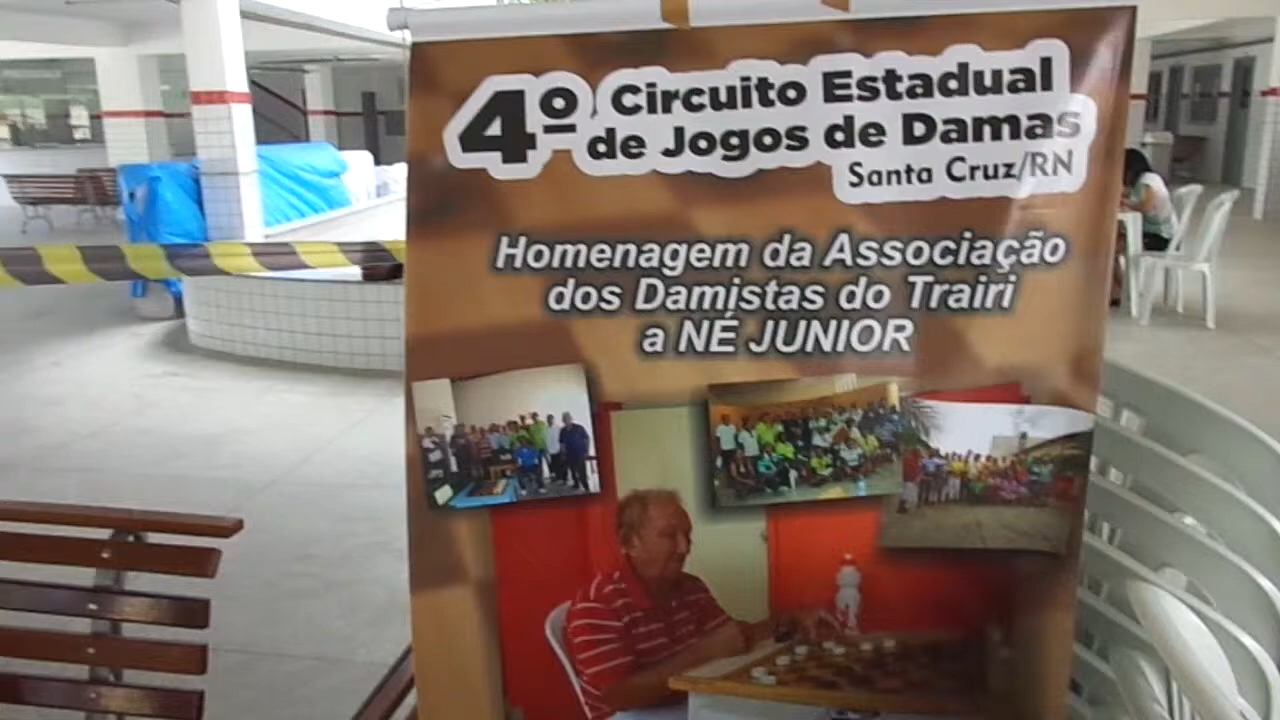 4º Circuito Estadual
de Jogos de Damas
Santa Cruz/RN
Homenagem da Associação
dos Damistas do Trairi
a NÉ JUNIOR